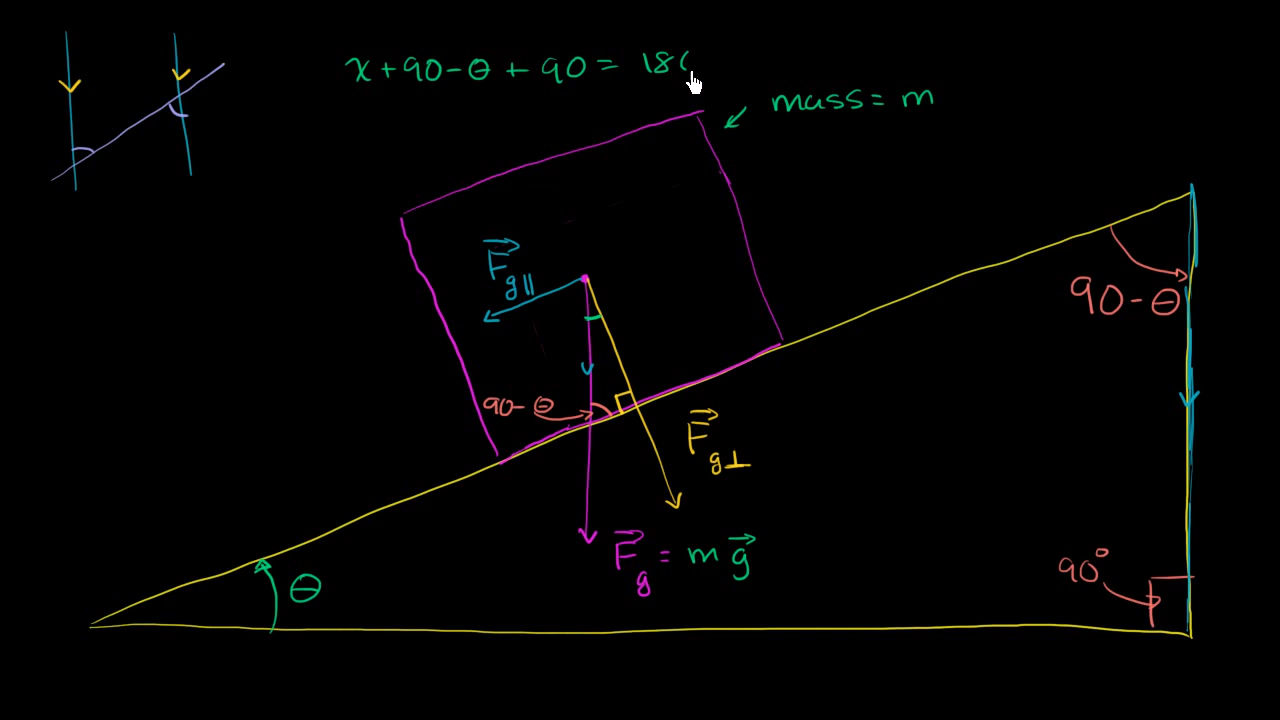 x + 90 - θ + 90 = 18
mass = m
F⃗g||
90 - θ
90 - θ
F⃗g⊥
F⃗g = mg⃗
90°
θ